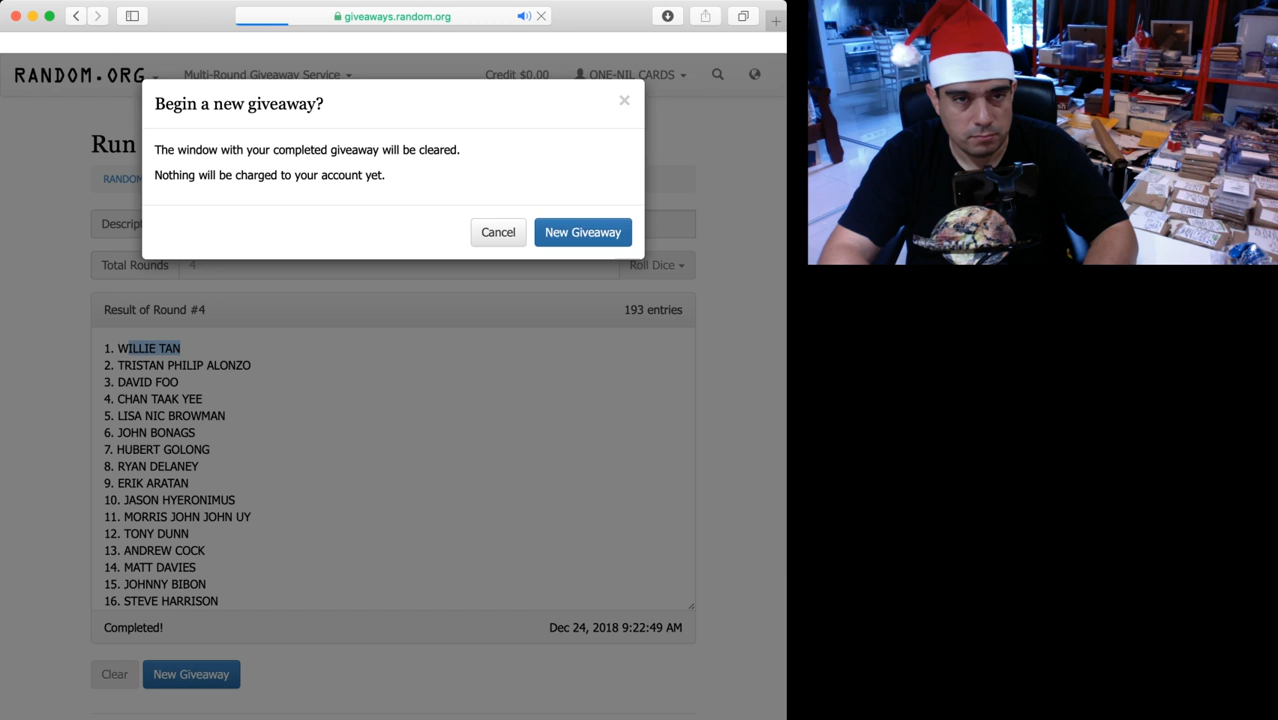 giveaways.random.org
RANDOM.ORG
Multi-Round Giveaway Service
Credit $0.00
ONE-NIL CARDS
Begin a new giveaway?
×
The window with your completed giveaway will be cleared.
Nothing will be charged to your account yet.
Cancel
New Giveaway
Run
RANDOM
Descript
Total Rounds
4
Roll Dice
Result of Round #4
193 entries
1. WILLIE TAN
2. TRISTAN PHILIP ALONZO
3. DAVID FOO
4. CHAN TAAK YEE
5. LISA NIC BROWMAN
6. JOHN BONAGS
7. HUBERT GOLONG
8. RYAN DELANEY
9. ERIK ARATAN
10. JASON HYERONIMUS
11. MORRIS JOHN JOHN UY
12. TONY DUNN
13. ANDREW COCK
14. MATT DAVIES
15. JOHNNY BIBON
16. STEVE HARRISON
Completed!
Dec 24, 2018 9:22:49 AM
Clear
New Giveaway